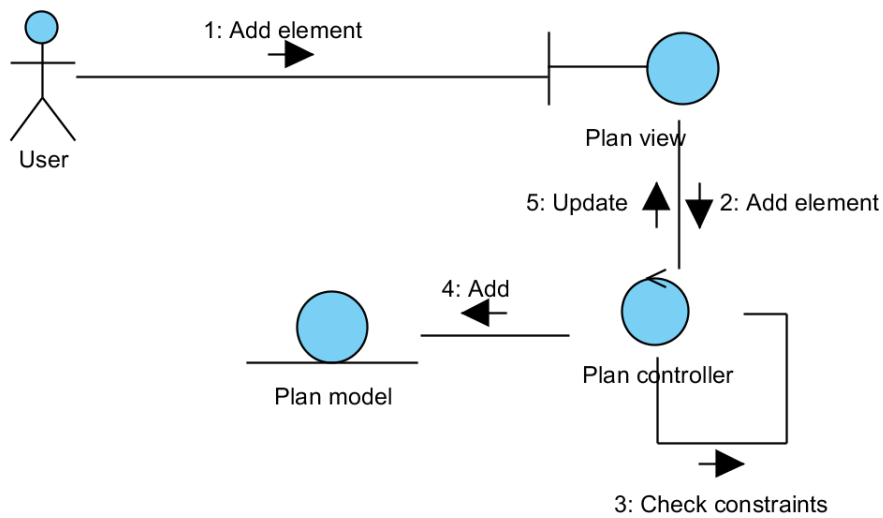 1: Add element
User
Plan view
5: Update
2: Add element
4: Add
Plan model
Plan controller
3: Check constraints